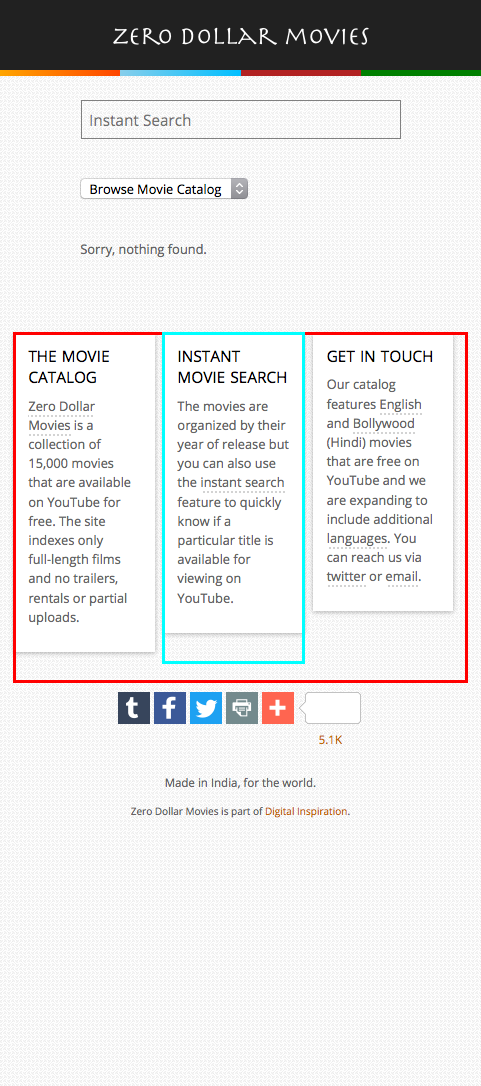 ZERO DOLLAR MOVIES
Instant Search
Browse Movie Catalog
Sorry, nothing found.
THE MOVIE
CATALOG
Zero Dollar
Movies is a
collection of
15,000 movies
that are available
on YouTube for
free. The site
indexes only
full-length films
and no trailers,
rentals or partial
uploads.
INSTANT
MOVIE SEARCH
The movies are
organized by their
year of release but
you can also use
the instant search
feature to quickly
know if a
particular title is
available for
viewing on
YouTube.
GET IN TOUCH
Our catalog
features English
and Bollywood
(Hindi) movies
that are free on
YouTube and we
are expanding to
include additional
languages. You
can reach us via
twitter or email.
5.1K
Made in India, for the world.
Zero Dollar Movies is part of Digital Inspiration.